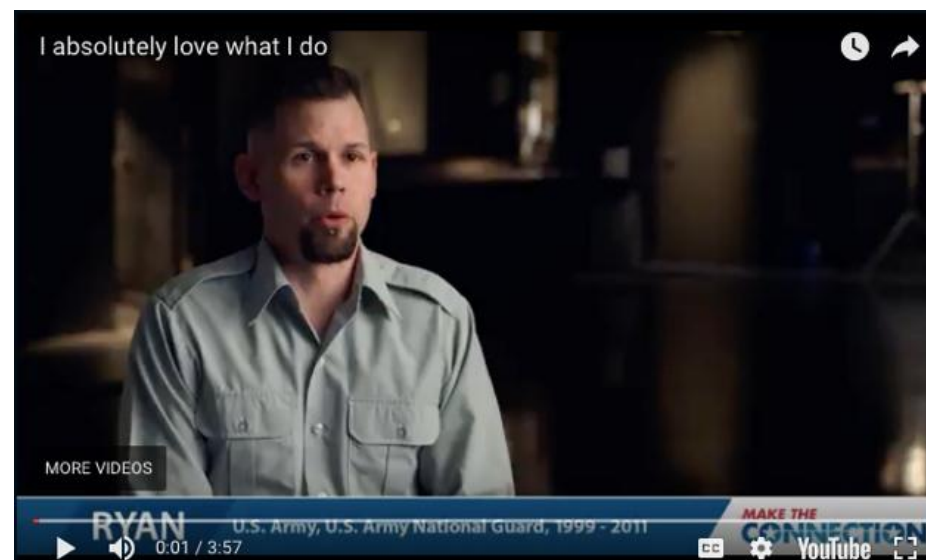 I absolutely love what I do
MORE VIDEOS
RYAN U.S. Army, U.S. Army National Guard, 1999 - 2011
MAKE THE
CONNECTION
0:01 / 3:57
CC YouTube